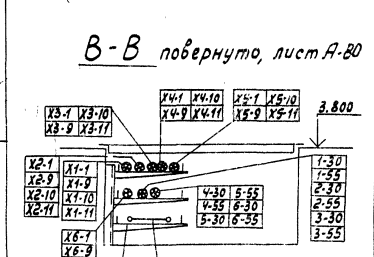 В-В повернуто, лист А-80
Х4-1 Х4-10 Х5-1 Х5-10
Х3-1 Х3-10 Х4-9 Х4-11 Х5-9 Х5-11 3.800
Х3-9 Х3-11
Х2-1 Х1-1 1-30
Х2-9 Х1-9 1-55
Х2-10 Х1-10 4-30 5-55 2-30
Х2-11 Х1-11 4-55 6-30 2-55
5-30 6-55 3-30
Х6-1 3-55
Х6-9